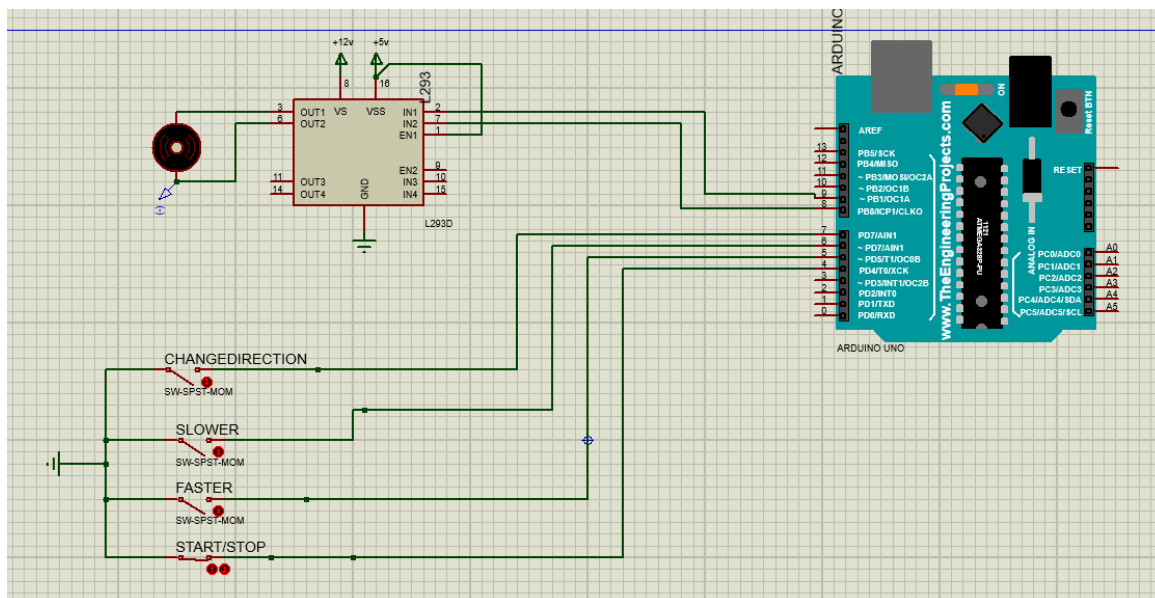 +12v
+5v
8
16
L293
VS
VSS
3
OUT1
IN1
2
6
OUT2
IN2
7
EN1
1
EN2
9
11
OUT3
IN3
10
14
OUT4
IN4
15
GND
L293D
ARDUINO
ON
Reset BTN
AREF
13
PB5/SCK
12
PB4/MISO
11
~ PB3/MOSI/OC2A
10
~ PB2/OC1B
9
~ PB1/OC1A
8
PB0/ICP1/CLKO
7
PD7/AIN1
6
~ PD7/AIN1
5
~ PD5/T1/OC0B
4
PD4/T0/XCK
3
~ PD3/INT1/OC2B
2
PD2/INT0
1
PD1/TXD
0
PD0/RXD
www.TheEngineeringProjects.com
1121
ATMEGA328P-PU
ANALOG IN
RESET
PC0/ADC0
A0
PC1/ADC1
A1
PC2/ADC2
A2
PC3/ADC3
A3
PC4/ADC4/SDA
A4
PC5/ADC5/SCL
A5
ARDUINO UNO
CHANGEDIRECTION
SW-SPST-MOM
SLOWER
SW-SPST-MOM
FASTER
SW-SPST-MOM
START/STOP